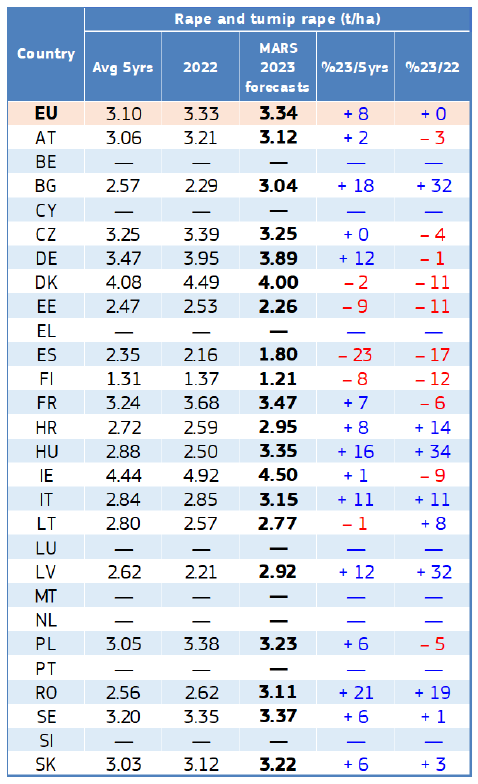 Rape and turnip rape (t/ha)
Country Avg 5yrs 2022 MARS 2023 forecasts %23/5yrs %23/22
EU 3.10 3.33 3.34 + 8 + 0
AT 3.06 3.21 3.12 + 2 – 3
BE — — — — —
BG 2.57 2.29 3.04 + 18 + 32
CY — — — — —
CZ 3.25 3.39 3.25 + 0 – 4
DE 3.47 3.95 3.89 + 12 – 1
DK 4.08 4.49 4.00 – 2 – 11
EE 2.47 2.53 2.26 – 9 – 11
EL — — — — —
ES 2.35 2.16 1.80 – 23 – 17
FI 1.31 1.37 1.21 – 8 – 12
FR 3.24 3.68 3.47 + 7 – 6
HR 2.72 2.59 2.95 + 8 + 14
HU 2.88 2.50 3.35 + 16 + 34
IE 4.44 4.92 4.50 + 1 – 9
IT 2.84 2.85 3.15 + 11 + 11
LT 2.80 2.57 2.77 – 1 + 8
LU — — — — —
LV 2.62 2.21 2.92 + 12 + 32
MT — — — — —
NL — — — — —
PL 3.05 3.38 3.23 + 6 – 5
PT — — — — —
RO 2.56 2.62 3.11 + 21 + 19
SE 3.20 3.35 3.37 + 6 + 1
SI — — — — —
SK 3.03 3.12 3.22 + 6 + 3